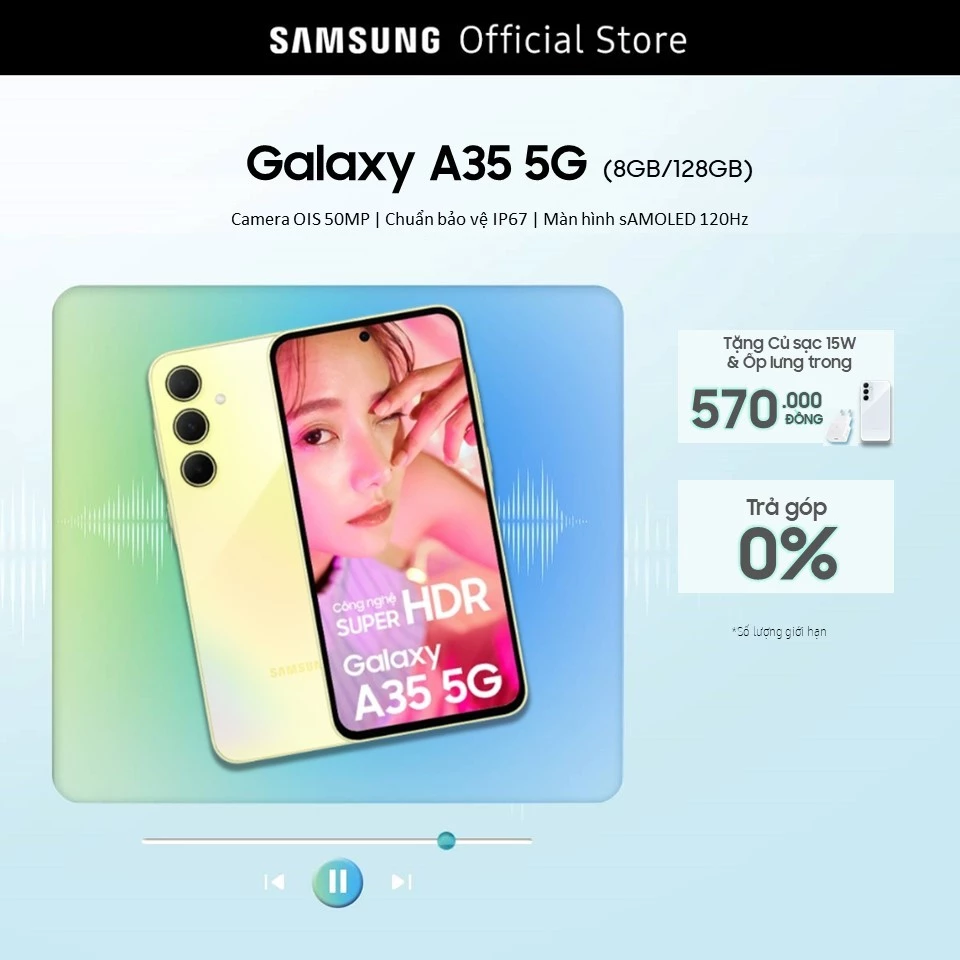 SAMSUNG Official Store
Galaxy A35 5G (8GB/128GB)
Camera OIS 50MP | Chuẩn bảo vệ IP67 | Màn hình sAMOLED 120Hz
Tặng Củ sạc 15W
& Ốp lưng trong
570.000
ĐỒNG
Trả góp
0%
*Số lượng giới hạn
Công nghệ
SUPER HDR
SAMSUNG
Galaxy
A35 5G